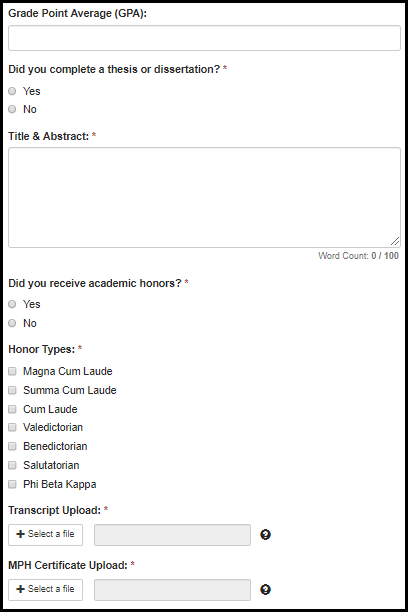 Grade Point Average (GPA):
Did you complete a thesis or dissertation? *
Yes
No
Title & Abstract: *
Word Count: 0 / 100
Did you receive academic honors? *
Yes
No
Honor Types: *
Magna Cum Laude
Summa Cum Laude
Cum Laude
Valedictorian
Benedictorian
Salutatorian
Phi Beta Kappa
Transcript Upload: *
+ Select a file ?
MPH Certificate Upload: *
+ Select a file ?